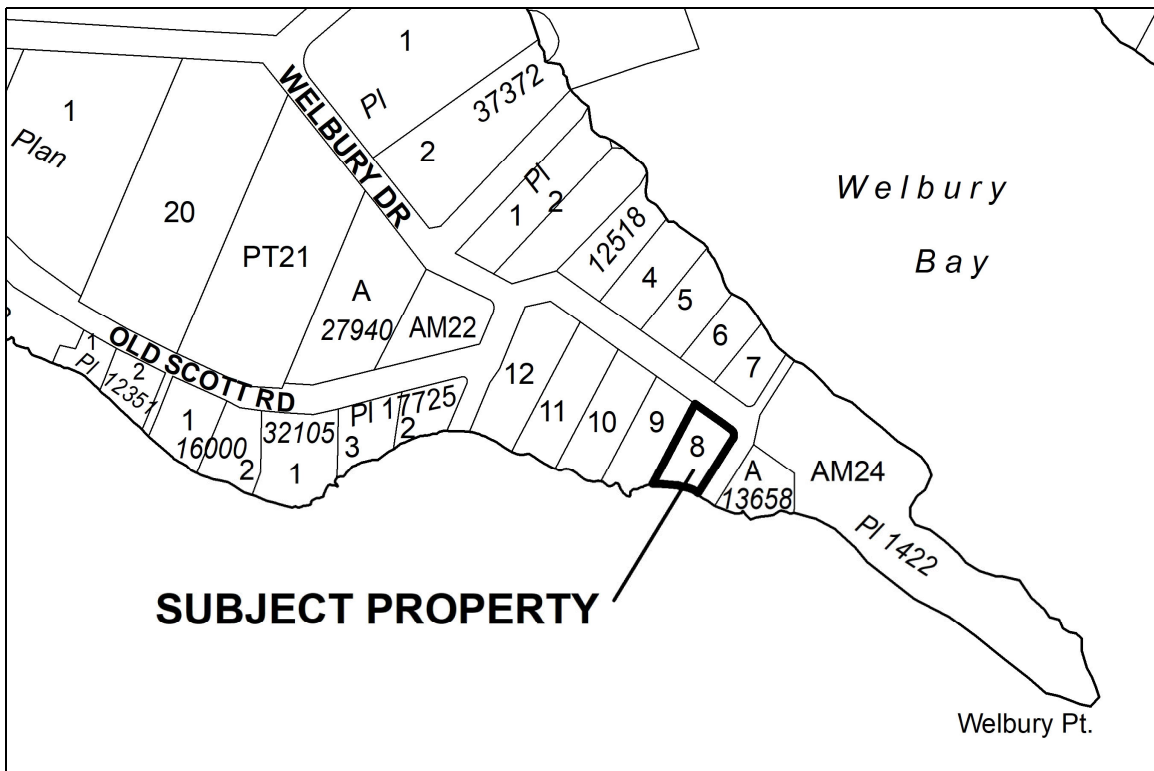 1
Pl
37372
2
1
Plan
WELBURY DR
Pl
1
2
Welbury
Bay
20
12518
PT21
4
A
27940
AM22
5
6
7
OLD SCOTT RD
1
2
Pl 12351
12
11
10
9
8
Pl 17725
3
2
1
16000
2
32105
1
A
13658
AM24
Pl 1422
SUBJECT PROPERTY
Welbury Pt.